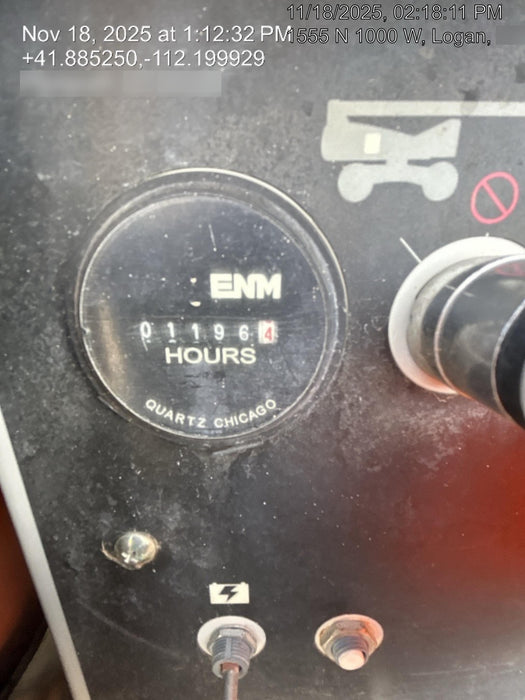 11/18/2025, 02:18:11 PM
Nov 18, 2025 at 1:12:32 PM
1555 N 1000 W, Logan,
+41.885250,-112.199929
ENM
011964
HOURS
QUARTZ CHICAGO